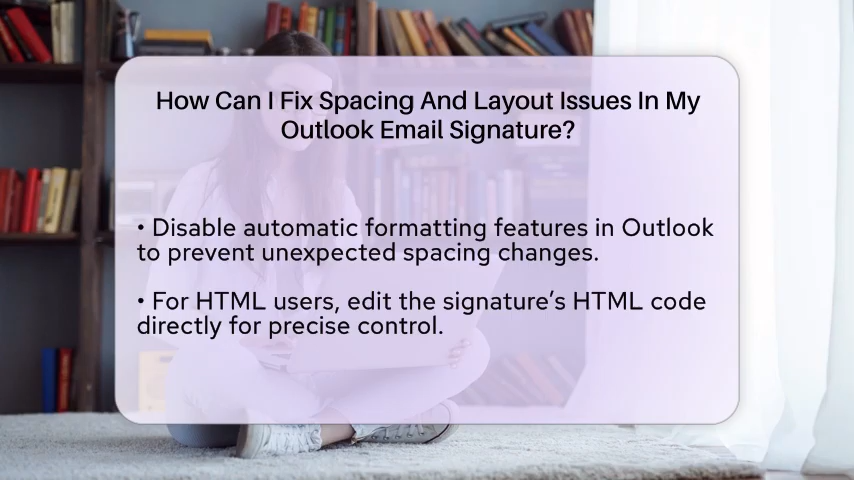 How Can I Fix Spacing And Layout Issues In My
Outlook Email Signature?
• Disable automatic formatting features in Outlook
to prevent unexpected spacing changes.
• For HTML users, edit the signature’s HTML code
directly for precise control.